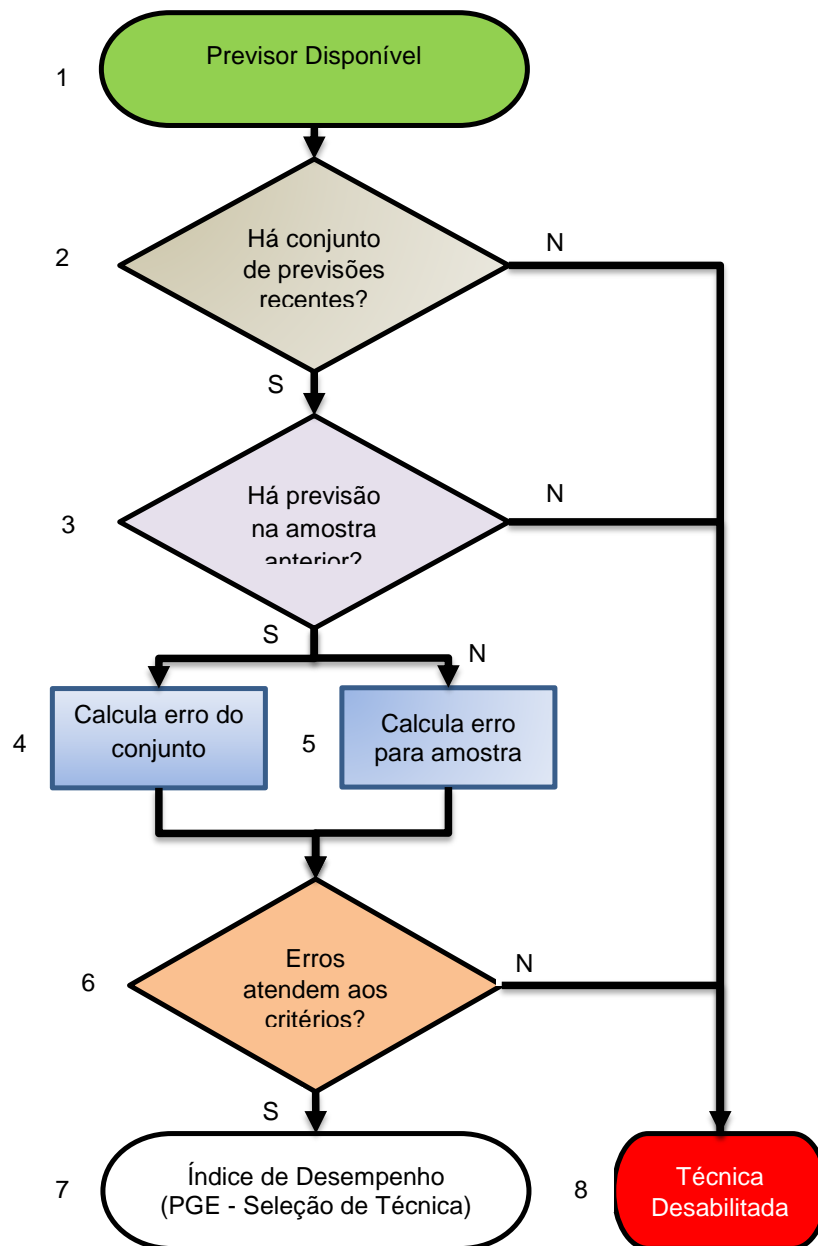 1
Previsor Disponível
2
Há conjunto
de previsões
recentes?
N
S
3
Há previsão
na amostra
anterior?
N
S
N
4
Calcula erro do
conjunto
5
Calcula erro
para amostra
6
Erros
atendem aos
critérios?
N
S
7
Índice de Desempenho
(PGE - Seleção de Técnica)
8
Técnica
Desabilitada